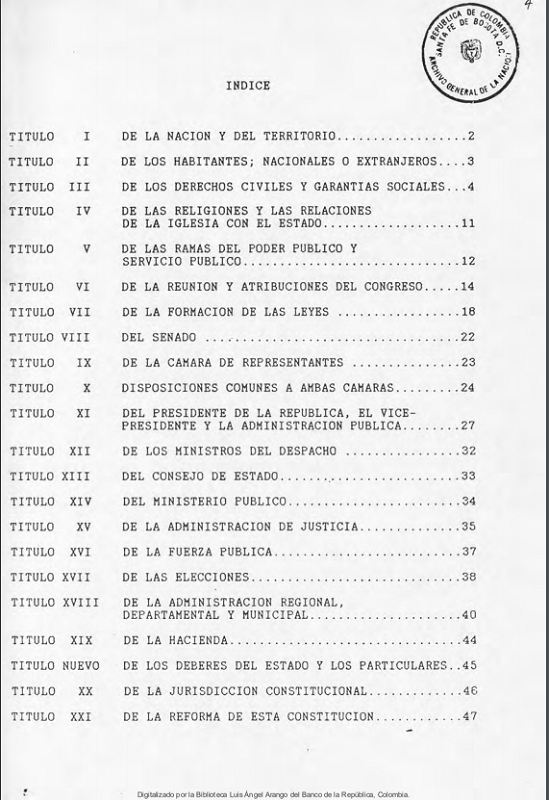 4
REPUBLICA DE COLOMBIA
SANTA FE DE BOGOTA D.C.
ARCHIVO GENERAL DE LA NACION
INDICE
TITULO I DE LA NACION Y DEL TERRITORIO..................2
TITULO II DE LOS HABITANTES; NACIONALES O EXTRANJEROS....3
TITULO III DE LOS DERECHOS CIVILES Y GARANTIAS SOCIALES...4
TITULO IV DE LAS RELIGIONES Y LAS RELACIONES
DE LA IGLESIA CON EL ESTADO....................11
TITULO V DE LAS RAMAS DEL PODER PUBLICO Y
SERVICIO PUBLICO..........................12
TITULO VI DE LA REUNION Y ATRIBUCIONES DEL CONGRESO.....14
TITULO VII DE LA FORMACION DE LAS LEYES ...............18
TITULO VIII DEL SENADO ..............................22
TITULO IX DE LA CAMARA DE REPRESENTANTES .............23
TITULO X DISPOSICIONES COMUNES A AMBAS CAMARAS........24
TITULO XI DEL PRESIDENTE DE LA REPUBLICA, EL VICE-
PRESIDENTE Y LA ADMINISTRACION PUBLICA........27
TITULO XII DE LOS MINISTROS DEL DESPACHO ..............32
TITULO XIII DEL CONSEJO DE ESTADO......................33
TITULO XIV DEL MINISTERIO PUBLICO.....................34
TITULO XV DE LA ADMINISTRACION DE JUSTICIA............35
TITULO XVI DE LA FUERZA PUBLICA.......................37
TITULO XVII DE LAS ELECCIONES..........................38
TITULO XVIII DE LA ADMINISTRACION REGIONAL,
DEPARTAMENTAL Y MUNICIPAL..................40
TITULO XIX DE LA HACIENDA............................44
TITULO NUEVO DE LOS DEBERES DEL ESTADO Y LOS PARTICULARES..45
TITULO XX DE LA JURISDICCION CONSTITUCIONAL...........46
TITULO XXI DE LA REFORMA DE ESTA CONSTITUCION..........47
Digitalizado por la Biblioteca Luis Ángel Arango del Banco de la República, Colombia.